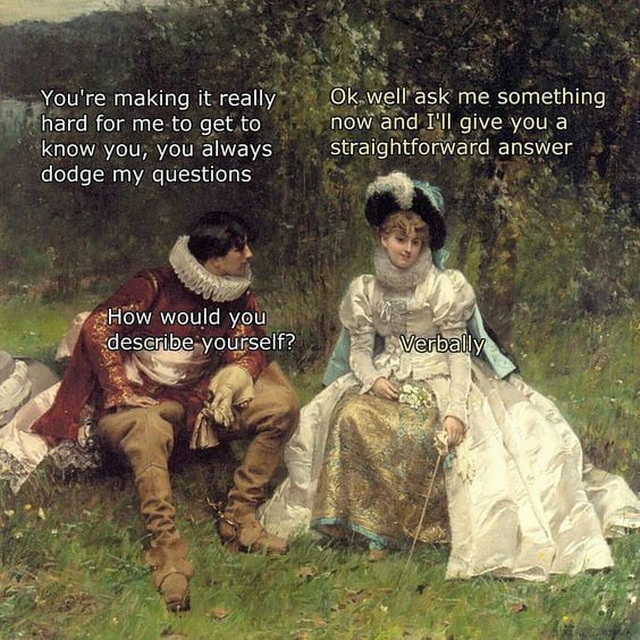 You're making it really
hard for me to get to
know you, you always
dodge my questions
Ok well ask me something
now and I'll give you a
straightforward answer
How would you
describe yourself?
Verbally